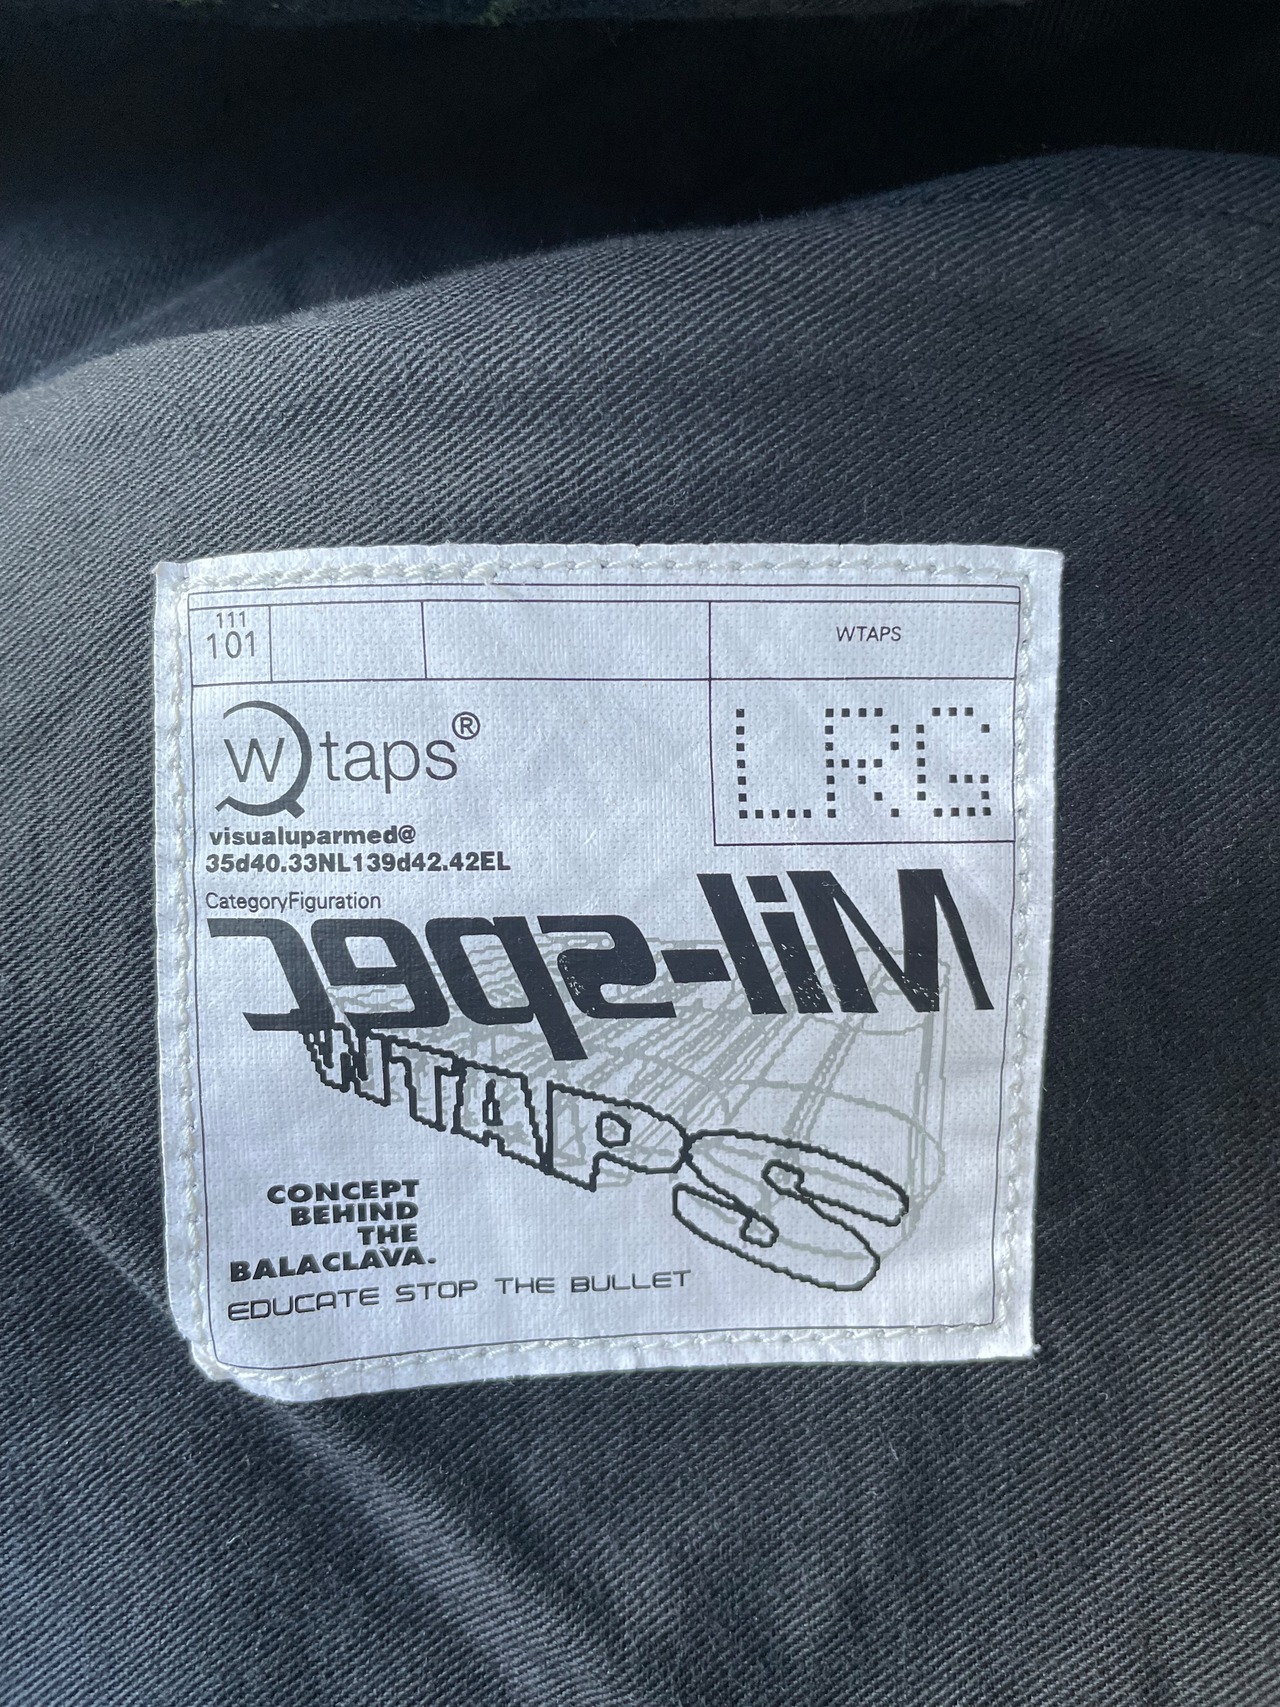 111
101
WTAPS
Wtaps®
LRG
visualuparmed@
35d40.33NL139d42.42EL
CategoryFiguration
Mil-spec
WTAPS
CONCEPT
BEHIND
THE
BALACLAVA.
EDUCATE STOP THE BULLET